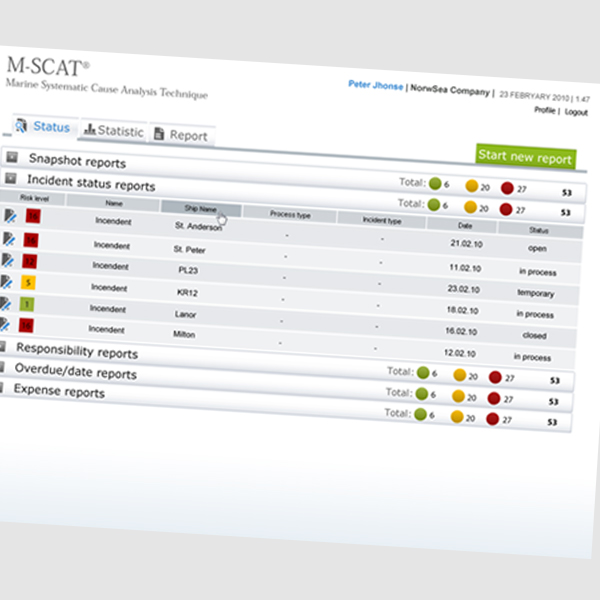 M-SCAT®
Marine Systematic Cause Analysis Technique
Peter Jhonse | NorwSea Company | 23 FEBRYARY 2010 | 1.47
Profile | Logout
Status Statistic Report
Start new report
Snapshot reports Total: 6 20 27 53
Incident status reports Total: 6 20 27 53
Risk level Name Ship Name Process type Incident type Date Status
Incendent St. Anderson - - 21.02.10 open
Incendent St. Peter - - 11.02.10 in process
Incendent PL23 - - 23.02.10 temporary
5 Incendent KR12 - - 18.02.10 in process
1 Incendent Lanor - - 16.02.10 closed
Incendent Milton - - 12.02.10 in process
Responsibility reports Total: 6 20 27 53
Overdue/date reports Total: 6 20 27 53
Expense reports Total: 6 20 27 53